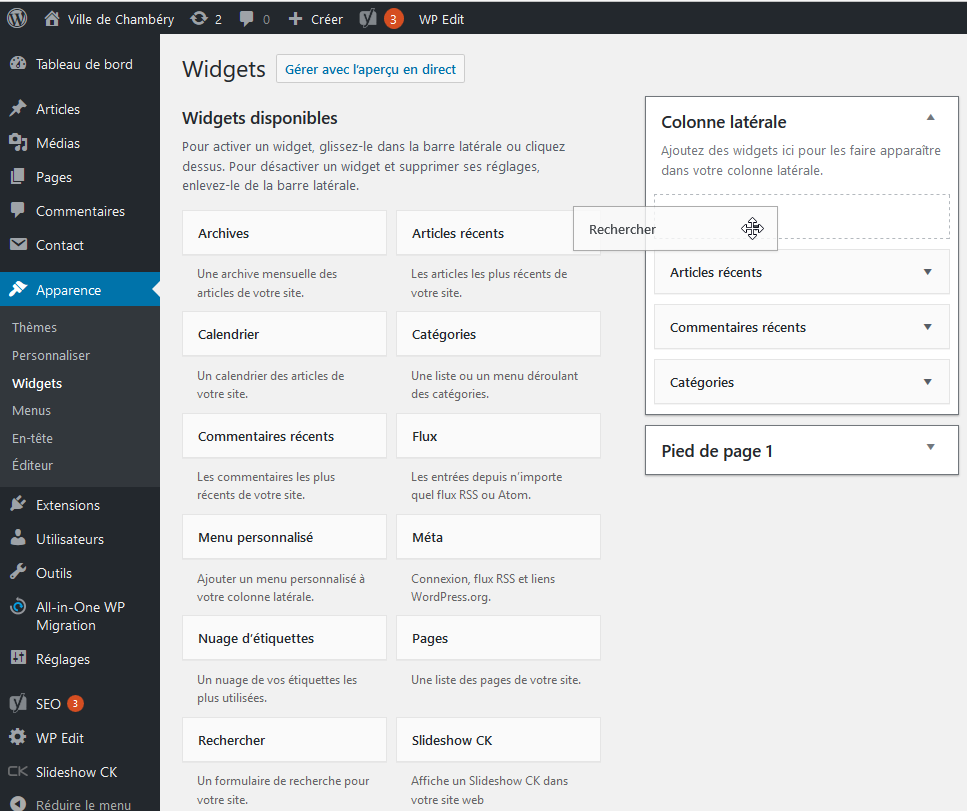 Ville de Chambéry 2 0 Créer 3 WP Edit
Tableau de bord
Articles
Médias
Pages
Commentaires
Contact
Apparence
Thèmes
Personnaliser
Widgets
Menus
En-tête
Éditeur
Extensions
Utilisateurs
Outils
All-in-One WP
Migration
Réglages
SEO 3
WP Edit
CK Slideshow CK
Réduire le menu
Widgets Gérer avec l'aperçu en direct
Widgets disponibles
Pour activer un widget, glissez-le dans la barre latérale ou cliquez
dessus. Pour désactiver un widget et supprimer ses réglages,
enlevez-le de la barre latérale.
Archives
Une archive mensuelle des
articles de votre site.
Articles récents
Les articles les plus récents de
votre site.
Calendrier
Un calendrier des articles de
votre site.
Catégories
Une liste ou un menu déroulant
des catégories.
Commentaires récents
Les commentaires les plus
récents de votre site.
Flux
Les entrées depuis n'importe
quel flux RSS ou Atom.
Menu personnalisé
Ajouter un menu personnalisé à
votre colonne latérale.
Méta
Connexion, flux RSS et liens
WordPress.org.
Nuage d'étiquettes
Un nuage de vos étiquettes les
plus utilisées.
Pages
Une liste des pages de votre site.
Rechercher
Un formulaire de recherche pour
votre site.
Slideshow CK
Affiche un Slideshow CK dans
votre site web
Colonne latérale
Ajoutez des widgets ici pour les faire apparaître
dans votre colonne latérale.
Rechercher
Articles récents
Commentaires récents
Catégories
Pied de page 1